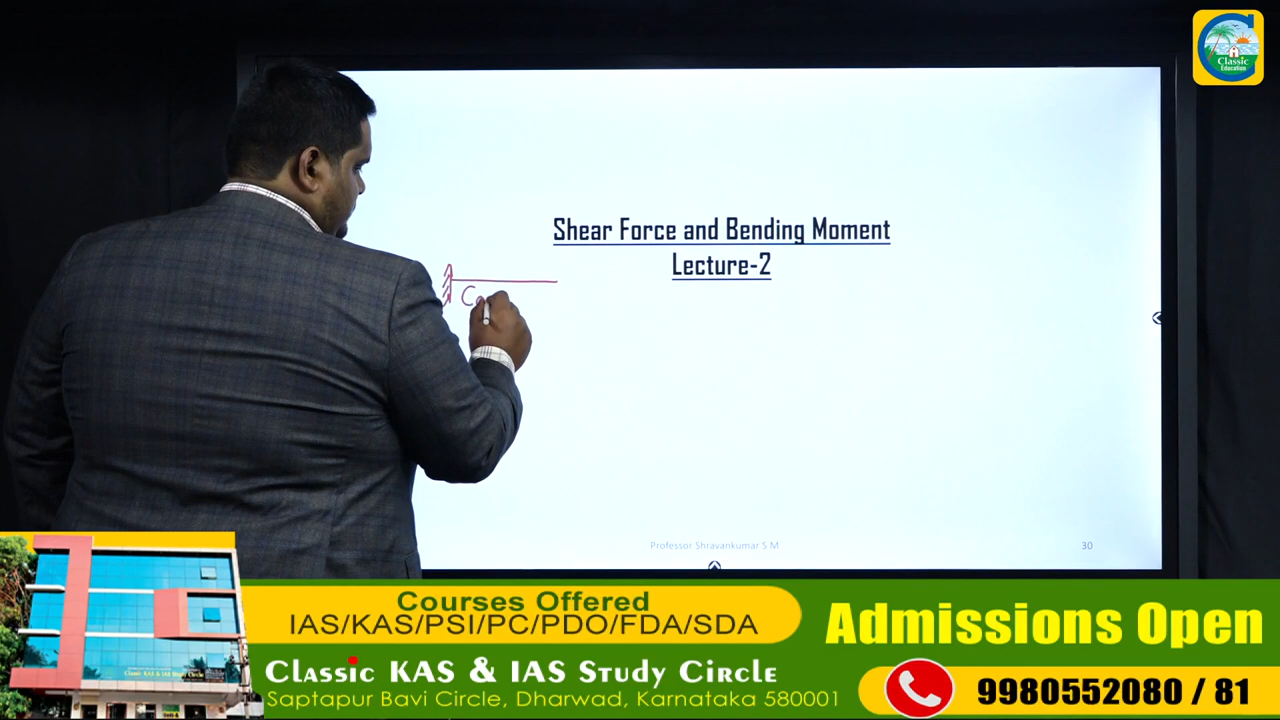 Classic
Education
Shear Force and Bending Moment
Lecture-2
Professor Shravankumar S M
30
Courses Offered
IAS/KAS/PSI/PC/PDO/FDA/SDA
Admissions Open
Classic KAS & IAS Study Circle
Saptapur Bavi Circle, Dharwad, Karnataka 580001
9980552080 / 81